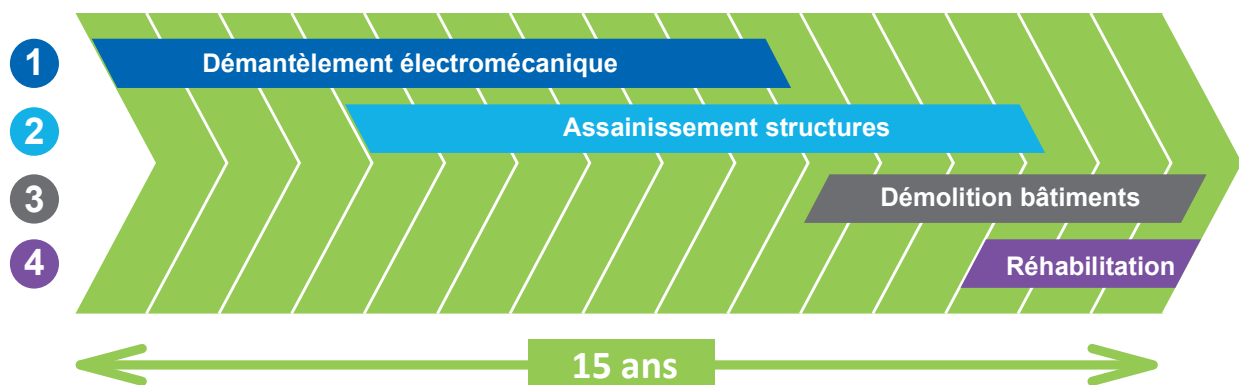 1 Démantèlement électromécanique
2 Assainissement structures
3 Démolition bâtiments
4 Réhabilitation
15 ans